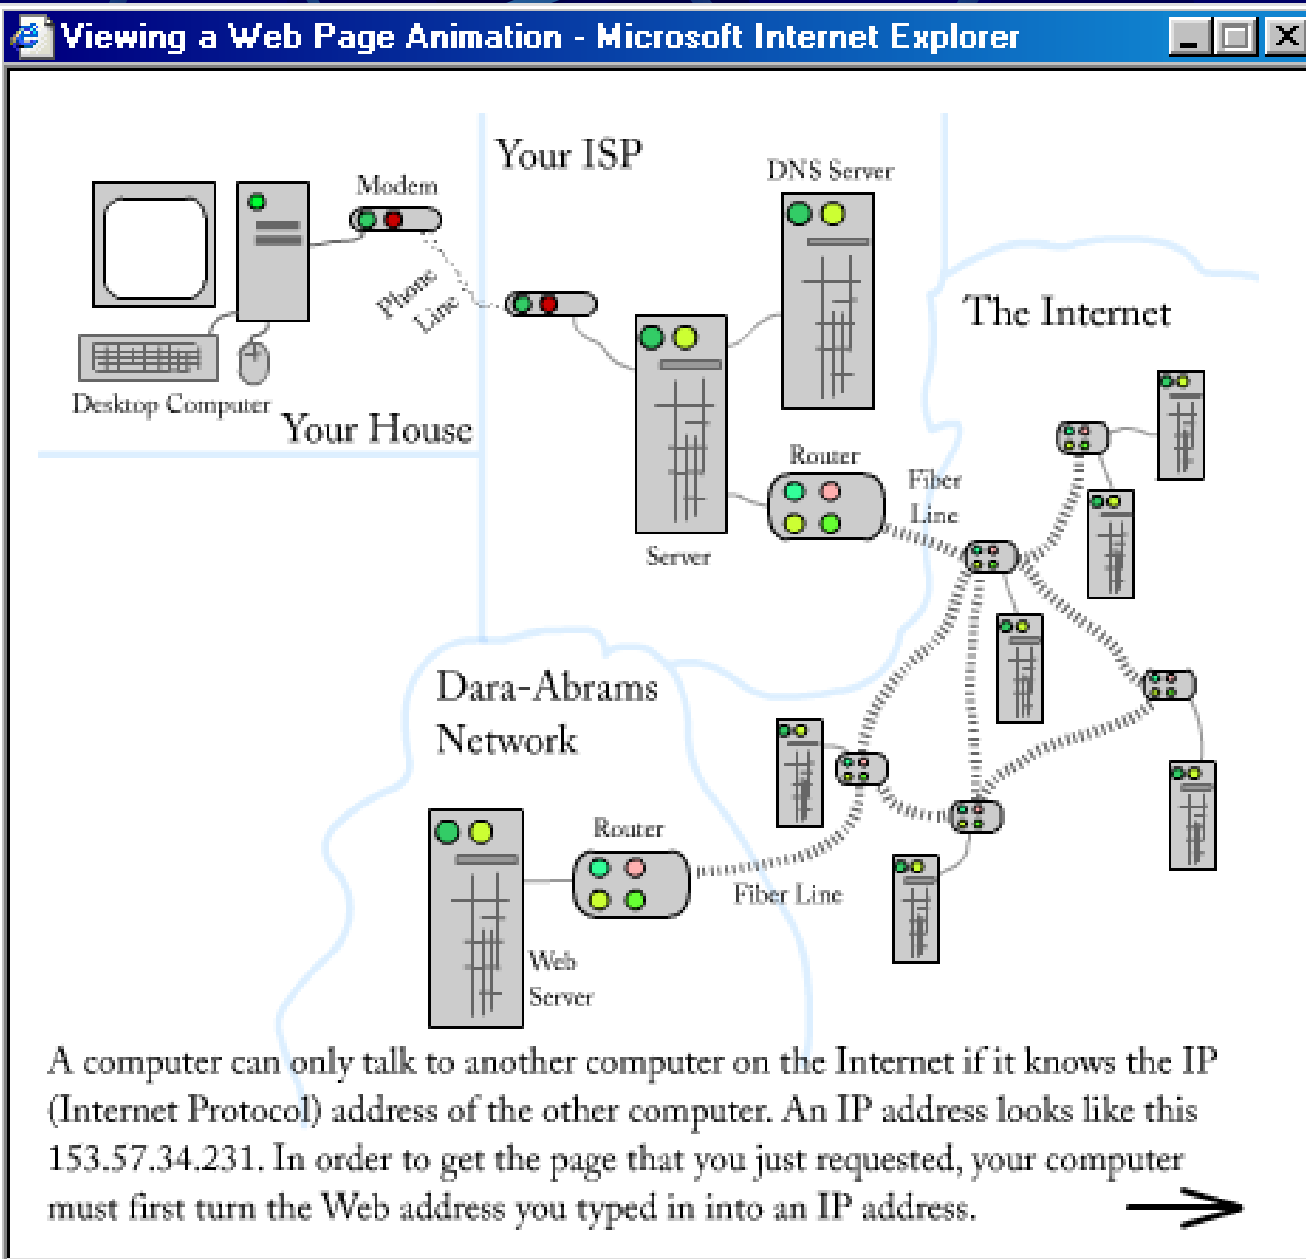 Viewing a Web Page Animation - Microsoft Internet Explorer
Your ISP
DNS Server
Modem
Phone
Line
The Internet
Desktop Computer
Your House
Router
Fiber
Line
Server
Dara-Abrams
Network
Router
Fiber Line
Web
Server
A computer can only talk to another computer on the Internet if it knows the IP
(Internet Protocol) address of the other computer. An IP address looks like this
153.57.34.231. In order to get the page that you just requested, your computer
must first turn the Web address you typed in into an IP address.